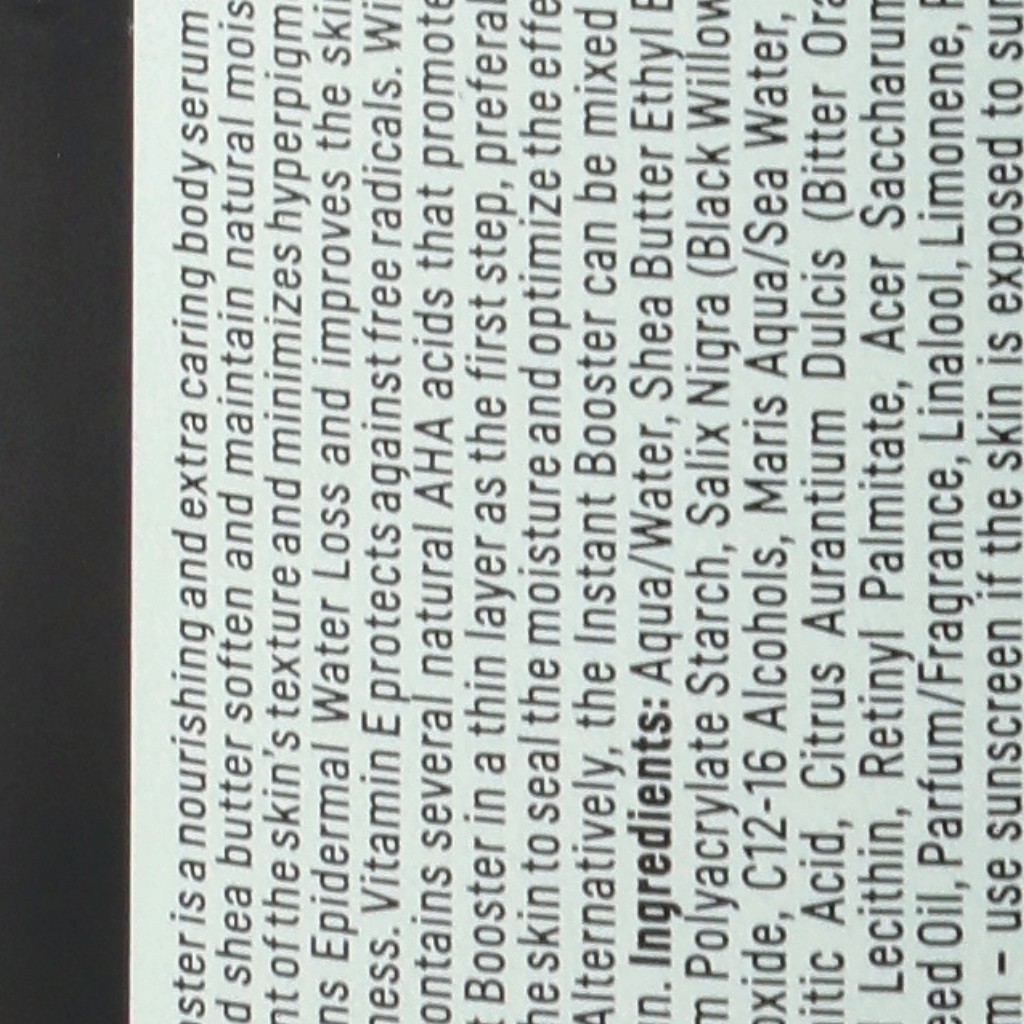 ster is a nourishing and extra caring body serum
d shea butter soften and maintain natural mois
nt of the skin's texture and minimizes hyperpigm
ns Epidermal Water Loss and improves the skin
ness. Vitamin E protects against free radicals. Wi
ontains several natural AHA acids that promote
t Booster in a thin layer as the first step, preferal
he skin to seal the moisture and optimize the effe
Alternatively, the Instant Booster can be mixed
n. Ingredients: Aqua/Water, Shea Butter Ethyl E
m Polyacrylate Starch, Salix Nigra (Black Willow
oxide, C12-16 Alcohols, Maris Aqua/Sea Water,
itic Acid, Citrus Aurantium Dulcis (Bitter Ora
Lecithin, Retinyl Palmitate, Acer Saccharum
eed Oil, Parfum/Fragrance, Linalool, Limonene,
m – use sunscreen if the skin is exposed to sun